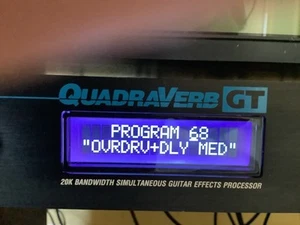 QUADRAVERB GT
PROGRAM 68
"OVRDRV+DLY MED"
20K BANDWIDTH SIMULTANEOUS GUITAR EFFECTS PROCESSOR